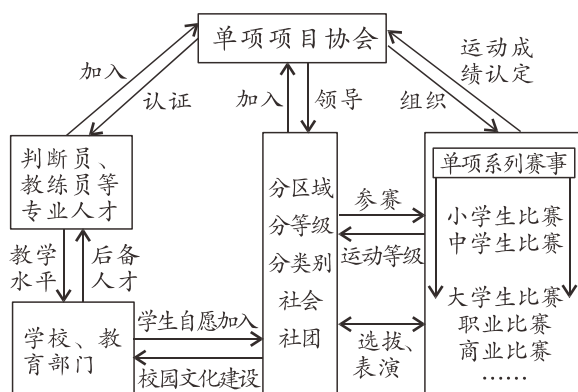 单项项目协会
加入
认证
加入
领导
组织
运动成
绩认定
判断员、
教练员等
专业人才
教学
水平
后备
人才
学校、教
育部门
学生自愿加入
校园文化建设
分区域
分等级
分类别
社会
社团
参赛
运动等级
选拔、
表演
单项系列赛事
小学生比赛
中学生比赛
大学生比赛
职业比赛
商业比赛
……